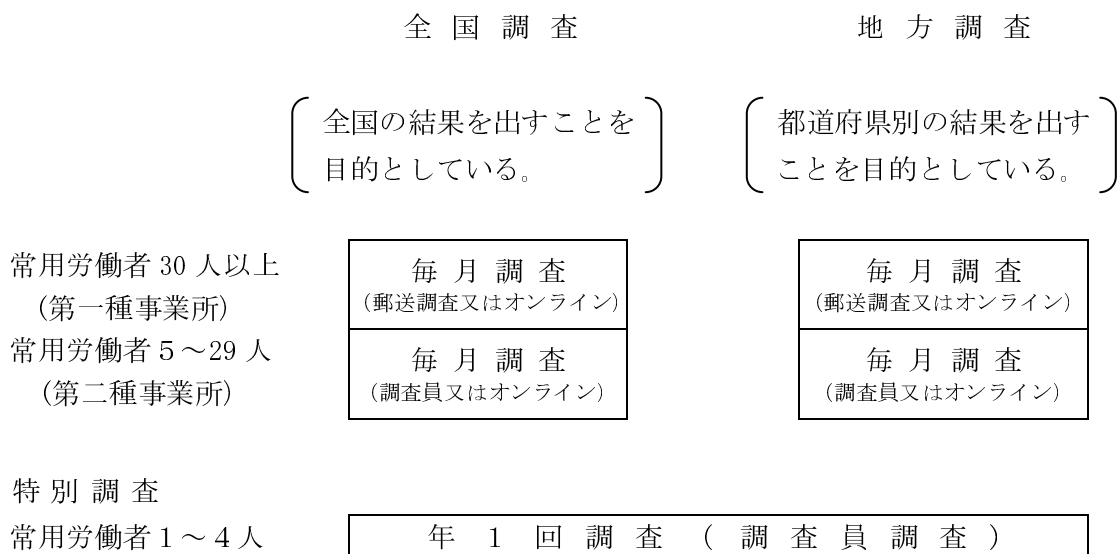 全国調査 地方調査
全国の結果を出すことを 都道府県別の結果を出す
目的としている。 ことを目的としている。
常用労働者 30 人以上 毎月調査 毎月調査
(第一種事業所) (郵送調査又はオンライン) (郵送調査又はオンライン)
常用労働者5～29 人 毎月調査 毎月調査
(第二種事業所) (調査員又はオンライン) (調査員又はオンライン)
特別調査
常用労働者1～4人 年1回調査(調査員調査)